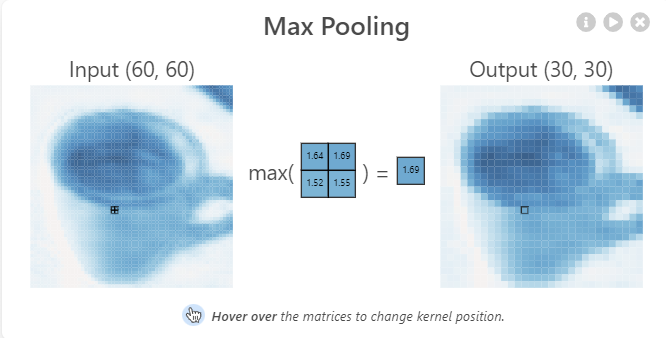 Max Pooling
Input (60, 60)
Output (30, 30)
max( 1.64 1.69
1.52 1.55 ) = 1.69
Hover over the matrices to change kernel position.